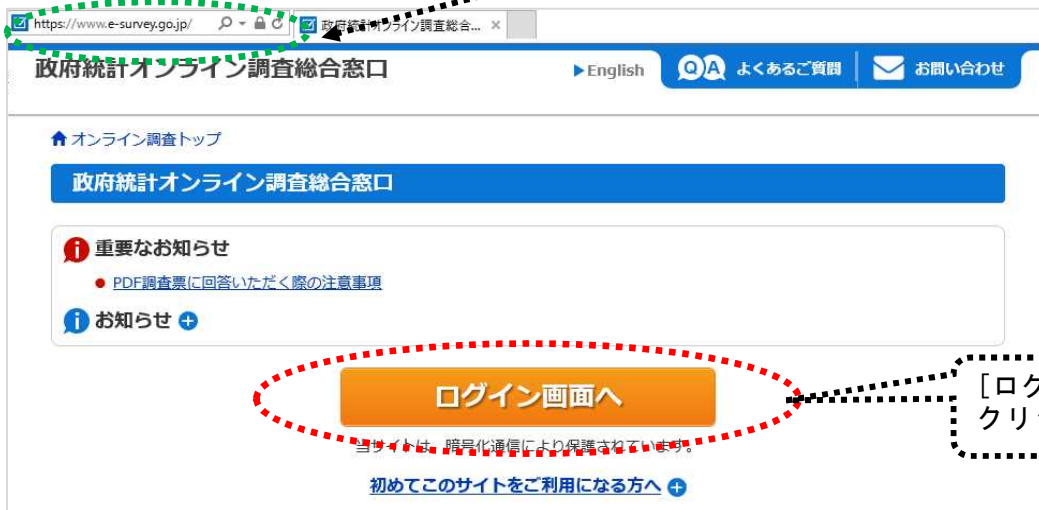 https://www.e-survey.go.jp/
政府統計オンライン調査総合...
政府統計オンライン調査総合窓口
English
QA よくあるご質問
お問い合わせ
オンライン調査トップ
政府統計オンライン調査総合窓口
重要なお知らせ
PDF調査票に回答いただく際の注意事項
お知らせ
ログイン画面へ
[ログ
クリ
当サイトは、暗号化通信により保護されています。
初めてこのサイトをご利用になる方へ